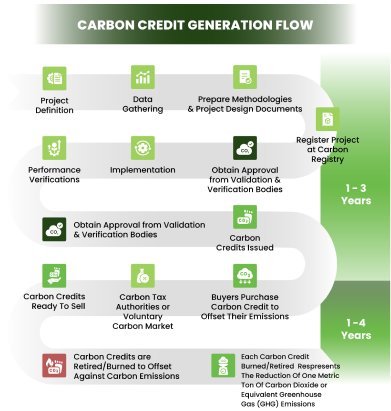 CARBON CREDIT GENERATION FLOW
Project
Definition
Data
Gathering
Prepare Methodologies
& Project Design Documents
Register Project
at Carbon
Registry
Performance
Verifications
Implementation
Obtain Approval
from Validation &
Verification Bodies
1 - 3
Years
Obtain Approval from Validation
& Verification Bodies
Carbon
Credits Issued
Carbon Credits
Ready To Sell
Carbon Tax
Authorities or
Voluntary
Carbon Market
Buyers Purchase
Carbon Credit to
Offset Their Emissions
1 -4
Years
Carbon Credits are
Retired/Burned to Offset
Against Carbon Emissions
Each Carbon Credit
Burned/Retired Respresents
The Reduction Of One Metric
Ton Of Carbon Dioxide or
Equivalent Greenhouse
Gas (GHG) Emissions